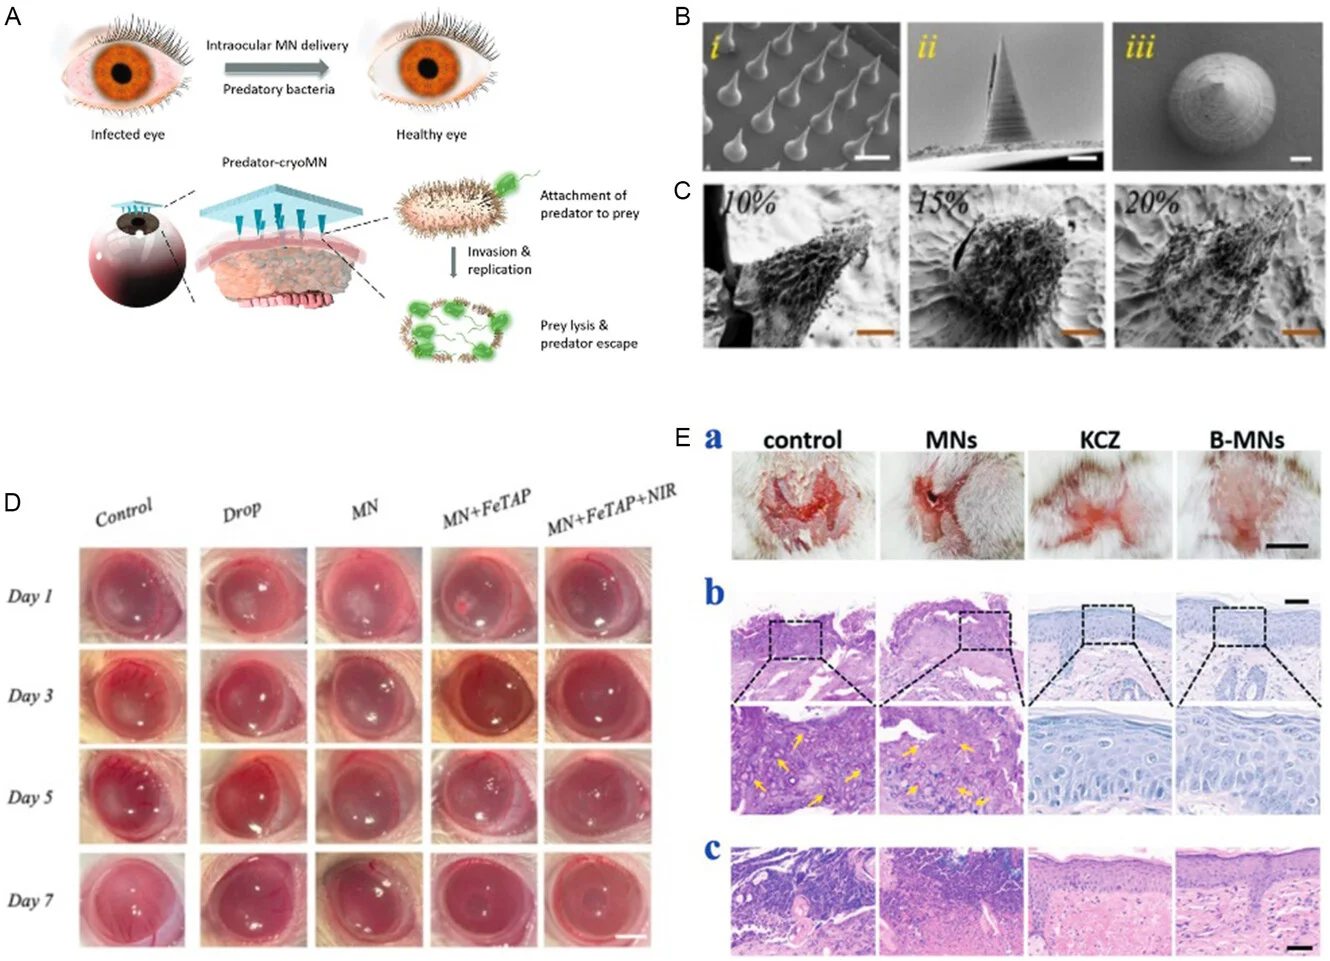 A
Intraocular MN delivery
Predatory bacteria
Infected eye
Healthy eye
Predator-cryoMN
Attachment of
predator to prey
Invasion &
replication
Prey lysis &
predator escape
B
i
ii
iii
C
10%
15%
20%
D
Control
Drop
MN
MN+FeTAP
MN+FeTAP+NIR
Day 1
Day 3
Day 5
Day 7
E
a
control
MNs
KCZ
B-MNs
b
c